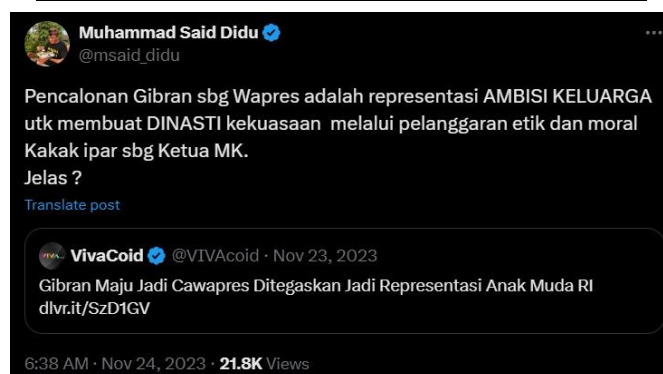 Muhammad Said Didu
@msaid_didu
Pencalonan Gibran sbg Wapres adalah representasi AMBISI KELUARGA
utk membuat DINASTI kekuasaan melalui pelanggaran etik dan moral
Kakak ipar sbg Ketua MK.
Jelas ?
Translate post
VivaCoid @VIVAcoid · Nov 23, 2023
Gibran Maju Jadi Cawapres Ditegaskan Jadi Representasi Anak Muda RI
dlvr.it/SzD1GV
6:38 AM · Nov 24, 2023 · 21.8K Views